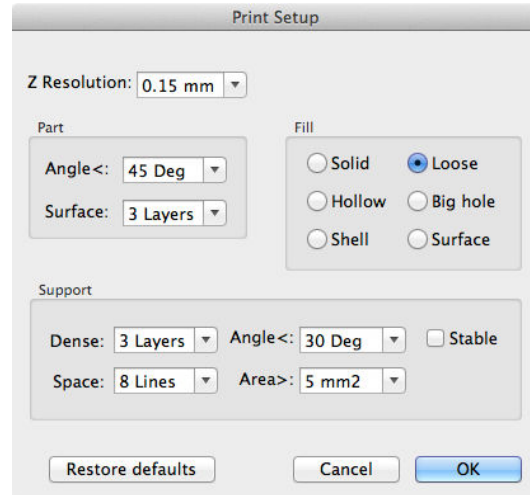 Print Setup
Z Resolution: 0.15 mm
Part
Angle<: 45 Deg
Surface: 3 Layers
Fill
Solid Loose
Hollow Big hole
Shell Surface
Support
Dense: 3 Layers Angle<: 30 Deg Stable
Space: 8 Lines Area>: 5 mm2
Restore defaults Cancel OK